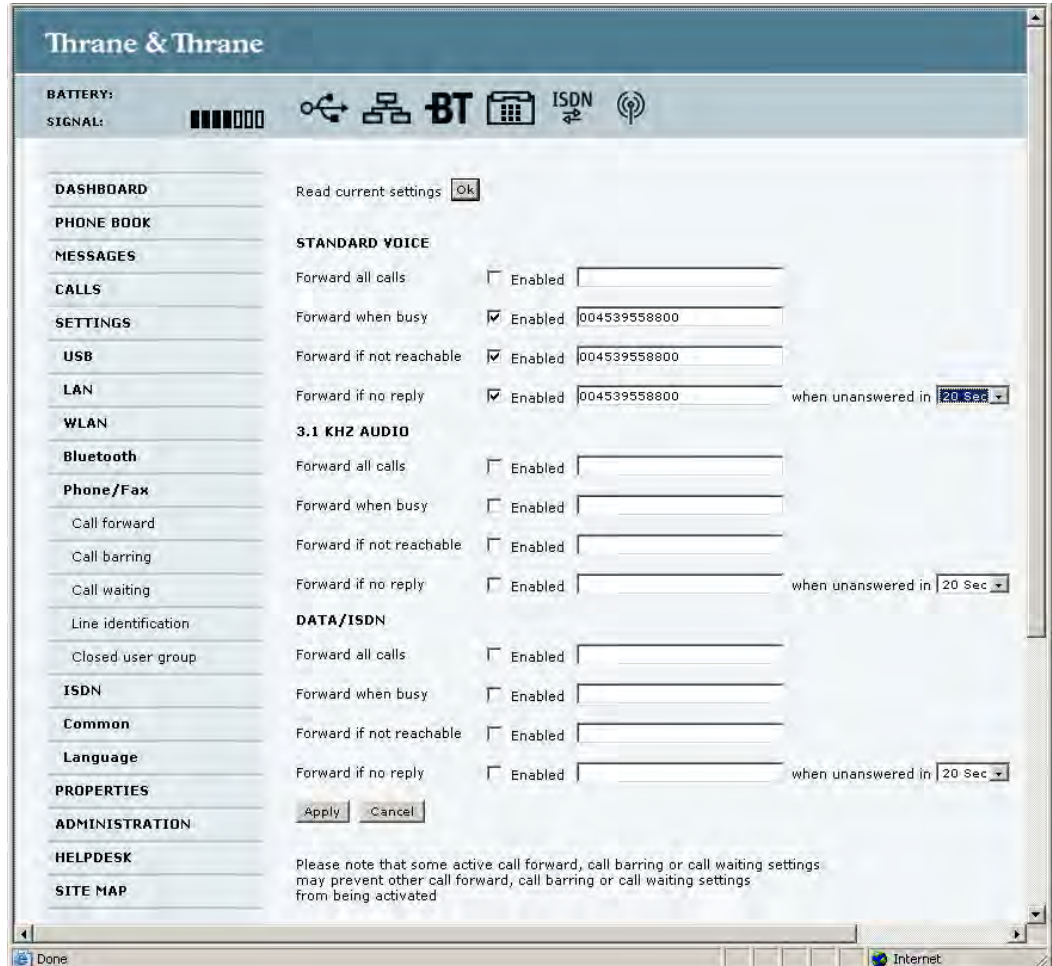 Thrane & Thrane
BATTERY:
SIGNAL:
BT
ISDN
DASHBOARD
PHONE BOOK
MESSAGES
CALLS
SETTINGS
USB
LAN
WLAN
Bluetooth
Phone/Fax
Call forward
Call barring
Call waiting
Line identification
Closed user group
ISDN
Common
Language
PROPERTIES
ADMINISTRATION
HELPDESK
SITE MAP
Read current settings Ok
STANDARD VOICE
Forward all calls Enabled
Forward when busy Enabled 004539558800
Forward if not reachable Enabled 004539558800
Forward if no reply Enabled 004539558800 when unanswered in 20 Sec
3.1 KHZ AUDIO
Forward all calls Enabled
Forward when busy Enabled
Forward if not reachable Enabled
Forward if no reply Enabled when unanswered in 20 Sec
DATA/ISDN
Forward all calls Enabled
Forward when busy Enabled
Forward if not reachable Enabled
Forward if no reply Enabled when unanswered in 20 Sec
Apply Cancel
Please note that some active call forward, call barring or call waiting settings
may prevent other call forward, call barring or call waiting settings
from being activated
Done Internet